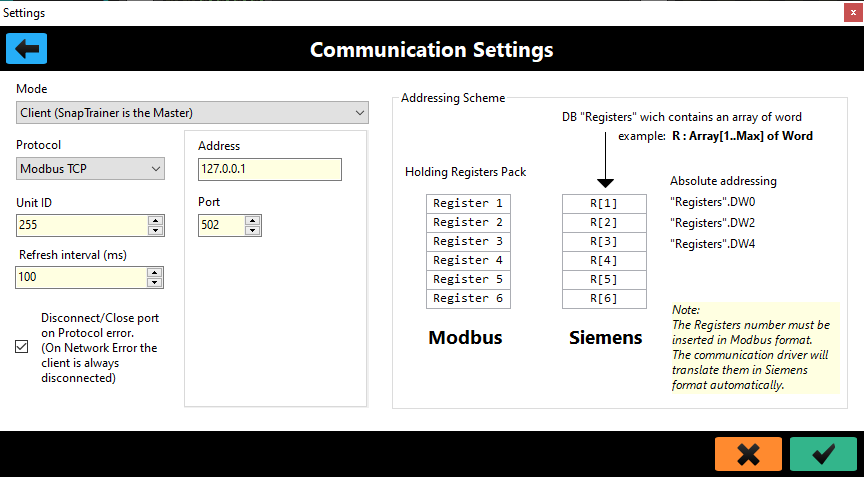 Settings
Communication Settings
Mode
Client (SnapTrainer is the Master)
Protocol
Modbus TCP
Unit ID
255
Refresh interval (ms)
100
Disconnect/Close port
on Protocol error.
(On Network Error the
client is always
disconnected)
Address
127.0.0.1
Port
502
Addressing Scheme
DB "Registers" wich contains an array of word
example: R : Array[1..Max] of Word
Holding Registers Pack
Register 1
Register 2
Register 3
Register 4
Register 5
Register 6
Modbus
R[1]
R[2]
R[3]
R[4]
R[5]
R[6]
Siemens
Absolute addressing
"Registers".DW0
"Registers".DW2
"Registers".DW4
Note:
The Registers number must be
inserted in Modbus format.
The communication driver will
translate them in Siemens
format automatically.